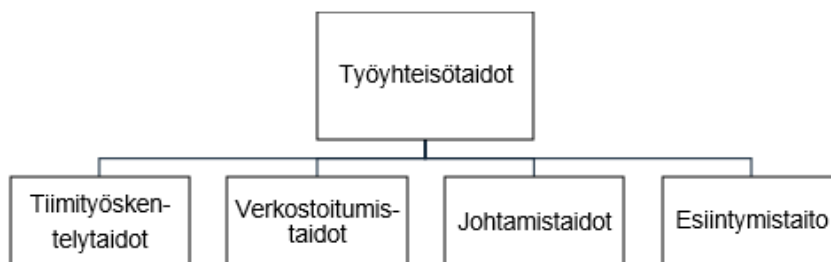 Työyhteisötaidot
Tiimityösken-
telytaidot
Verkostoitumis-
taidot
Johtamistaidot
Esiintymistaito